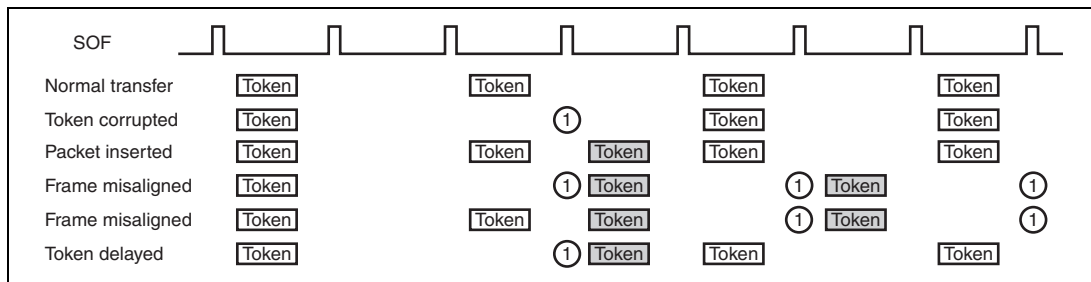 SOF
Normal transfer Token Token Token Token
Token corrupted Token 1 Token Token
Packet inserted Token Token Token Token Token
Frame misaligned Token 1 Token 1 Token 1
Frame misaligned Token Token Token 1 Token 1
Token delayed Token 1 Token Token Token